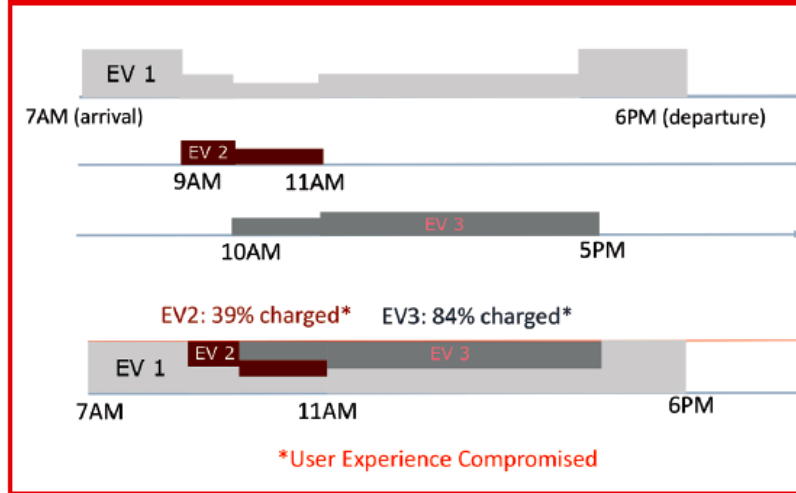 EV 1
7AM (arrival) 6PM (departure)
EV 2
9AM 11AM
EV 3
10AM 5PM
EV2: 39% charged* EV3: 84% charged*
EV 1 EV 2 EV 3
7AM 11AM 6PM
*User Experience Compromised